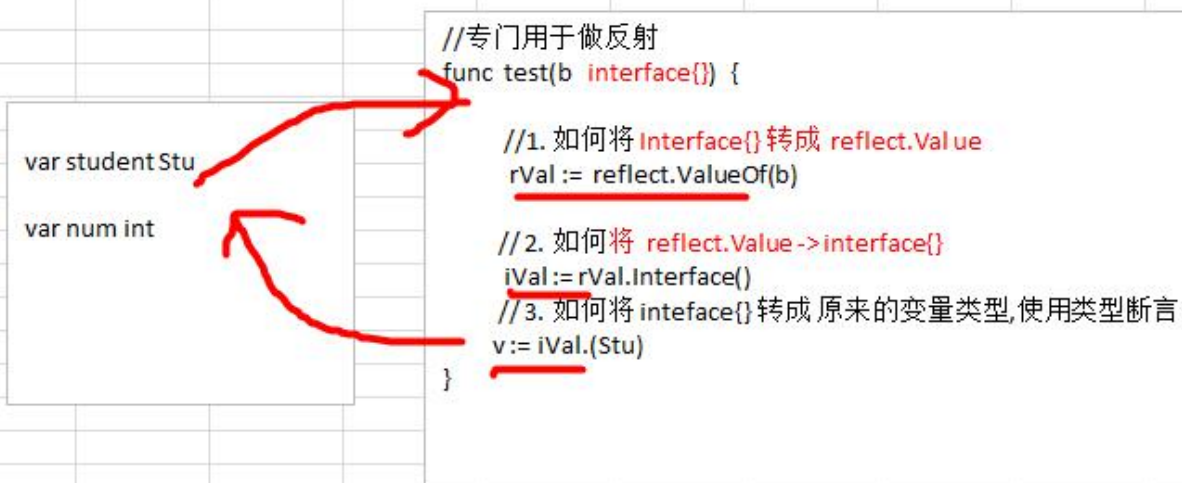 var student Stu
var num int
//专门用于做反射
func test(b interface{}) {
//1. 如何将 Interface{} 转成 reflect.Value
rVal := reflect.ValueOf(b)
//2. 如何将 reflect.Value->interface{}
iVal := rVal.Interface()
//3. 如何将 inteface{} 转成 原来的变量类型,使用类型断言
v := iVal.(Stu)
}